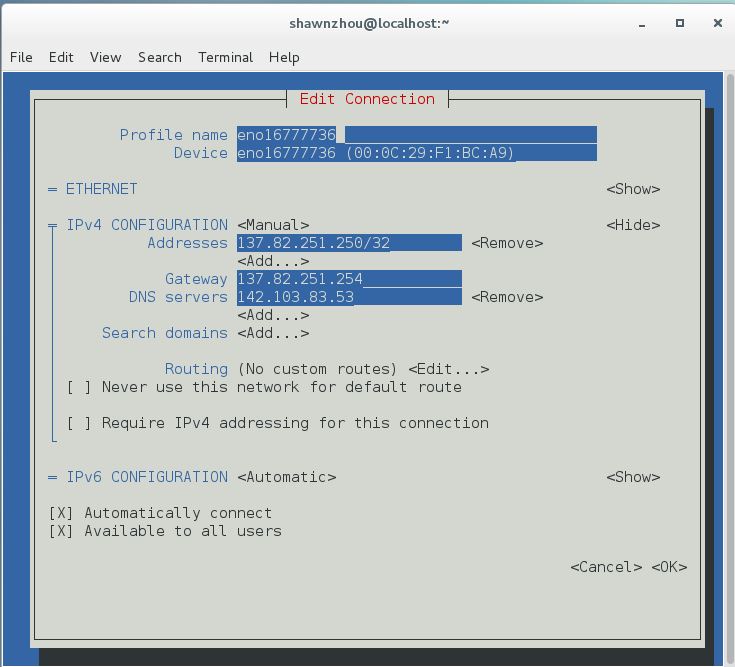 shawnzhou@localhost:~
File Edit View Search Terminal Help
Edit Connection
Profile name eno16777736
Device eno16777736 (00:0C:29:F1:BC:A9)
= ETHERNET <Show>
= IPv4 CONFIGURATION <Manual> <Hide>
Addresses 137.82.251.250/32 <Remove>
<Add...>
Gateway 137.82.251.254
DNS servers 142.103.83.53 <Remove>
<Add...>
Search domains <Add...>
Routing (No custom routes) <Edit...>
[ ] Never use this network for default route
[ ] Require IPv4 addressing for this connection
= IPv6 CONFIGURATION <Automatic> <Show>
[X] Automatically connect
[X] Available to all users
<Cancel> <OK>